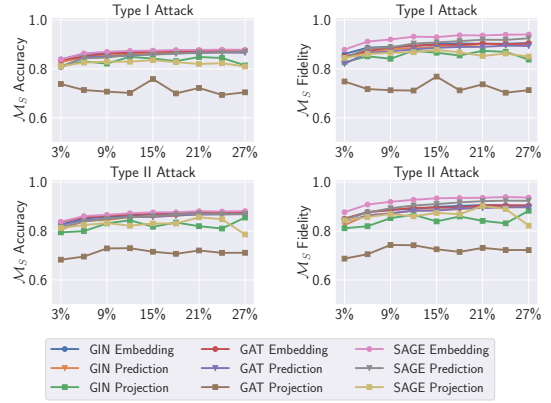 Type I Attack
Type I Attack
1.0
0.8
0.6
M_S Accuracy
3% 9% 15% 21% 27%
1.0
0.8
0.6
M_S Fidelity
3% 9% 15% 21% 27%
Type II Attack
Type II Attack
1.0
0.8
0.6
M_S Accuracy
3% 9% 15% 21% 27%
1.0
0.8
0.6
M_S Fidelity
3% 9% 15% 21% 27%
GIN Embedding GAT Embedding SAGE Embedding
GIN Prediction GAT Prediction SAGE Prediction
GIN Projection GAT Projection SAGE Projection